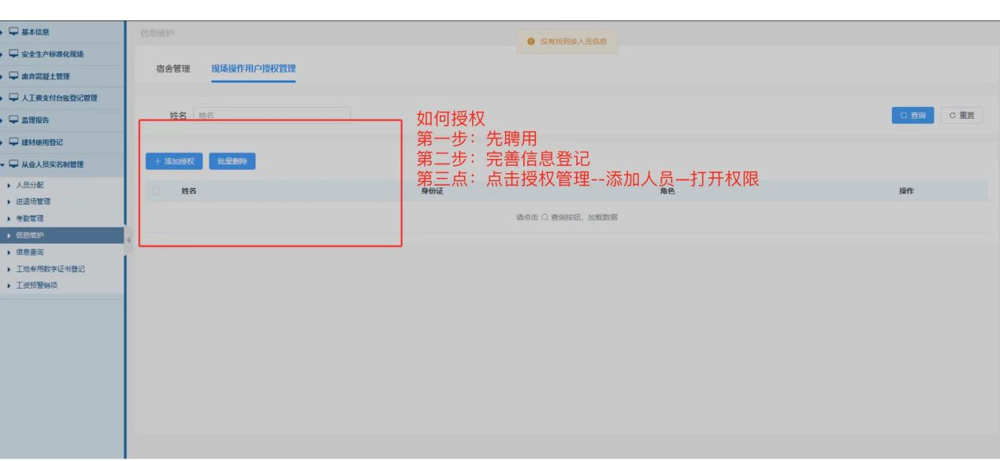 基本信息
安全生产标准化现场
废弃混凝土管理
人工费支付台账登记管理
监理报告
建材使用登记
从业人员实名制管理
人员分配
进退场管理
考勤管理
信息维护
信息查询
工地专用数字证书登记
工资预警销项
信息维护
没有找到该人员信息
宿舍管理 现场操作用户授权管理
姓名 姓名 查询 重置
如何授权
第一步：先聘用
第二步：完善信息登记
第三点：点击授权管理--添加人员—打开权限
+ 添加授权 批量删除
姓名 身份证 角色 操作
请点击 查询按钮，加载数据